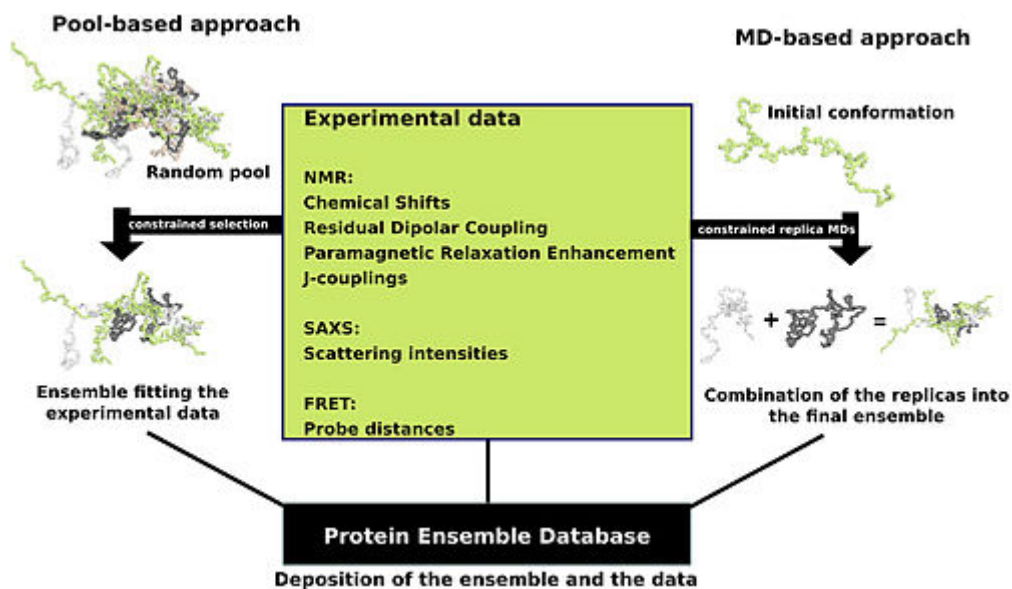 Pool-based approach
Random pool
constrained selection
Ensemble fitting the
experimental data
Experimental data
NMR:
Chemical Shifts
Residual Dipolar Coupling
Paramagnetic Relaxation Enhancement
J-couplings
SAXS:
Scattering intensities
FRET:
Probe distances
MD-based approach
Initial conformation
constrained replica MDs
+
=
Combination of the replicas into
the final ensemble
Protein Ensemble Database
Deposition of the ensemble and the data